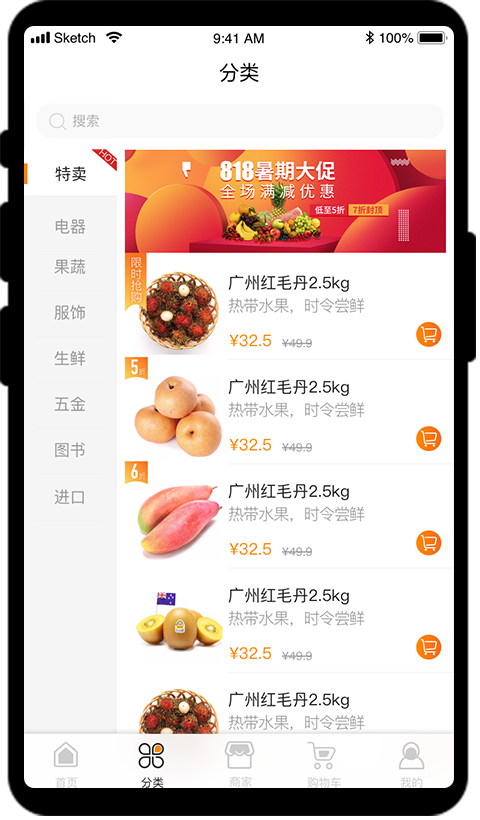 Sketch
9:41 AM
100%
分类
搜索
特卖
HOT
电器
果蔬
服饰
生鲜
五金
图书
进口
818暑期大促
全场满减优惠
低至5折 7折封顶
限时抢购
广州红毛丹2.5kg
热带水果，时令尝鲜
¥32.5 ¥49.9
5折
广州红毛丹2.5kg
热带水果，时令尝鲜
¥32.5 ¥49.9
6折
广州红毛丹2.5kg
热带水果，时令尝鲜
¥32.5 ¥49.9
广州红毛丹2.5kg
热带水果，时令尝鲜
¥32.5 ¥49.9
广州红毛丹2.5kg
热带水果，时令尝鲜
首页
分类
商家
购物车
我的